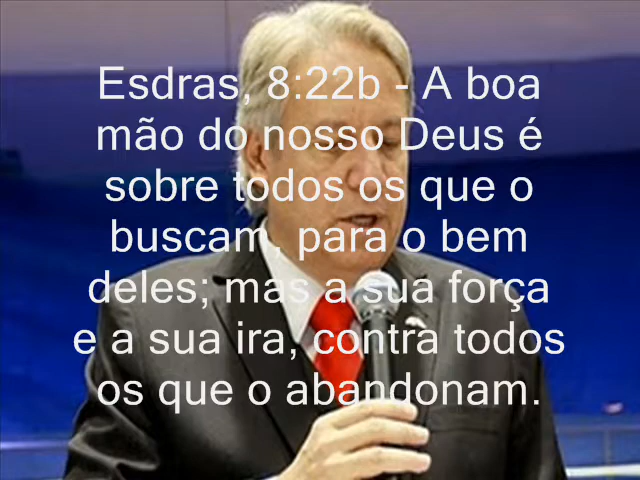 Esdras, 8:22b - A boa
mão do nosso Deus é
sobre todos os que o
buscam, para o bem
deles; mas a sua força
e a sua ira, contra todos
os que o abandonam.